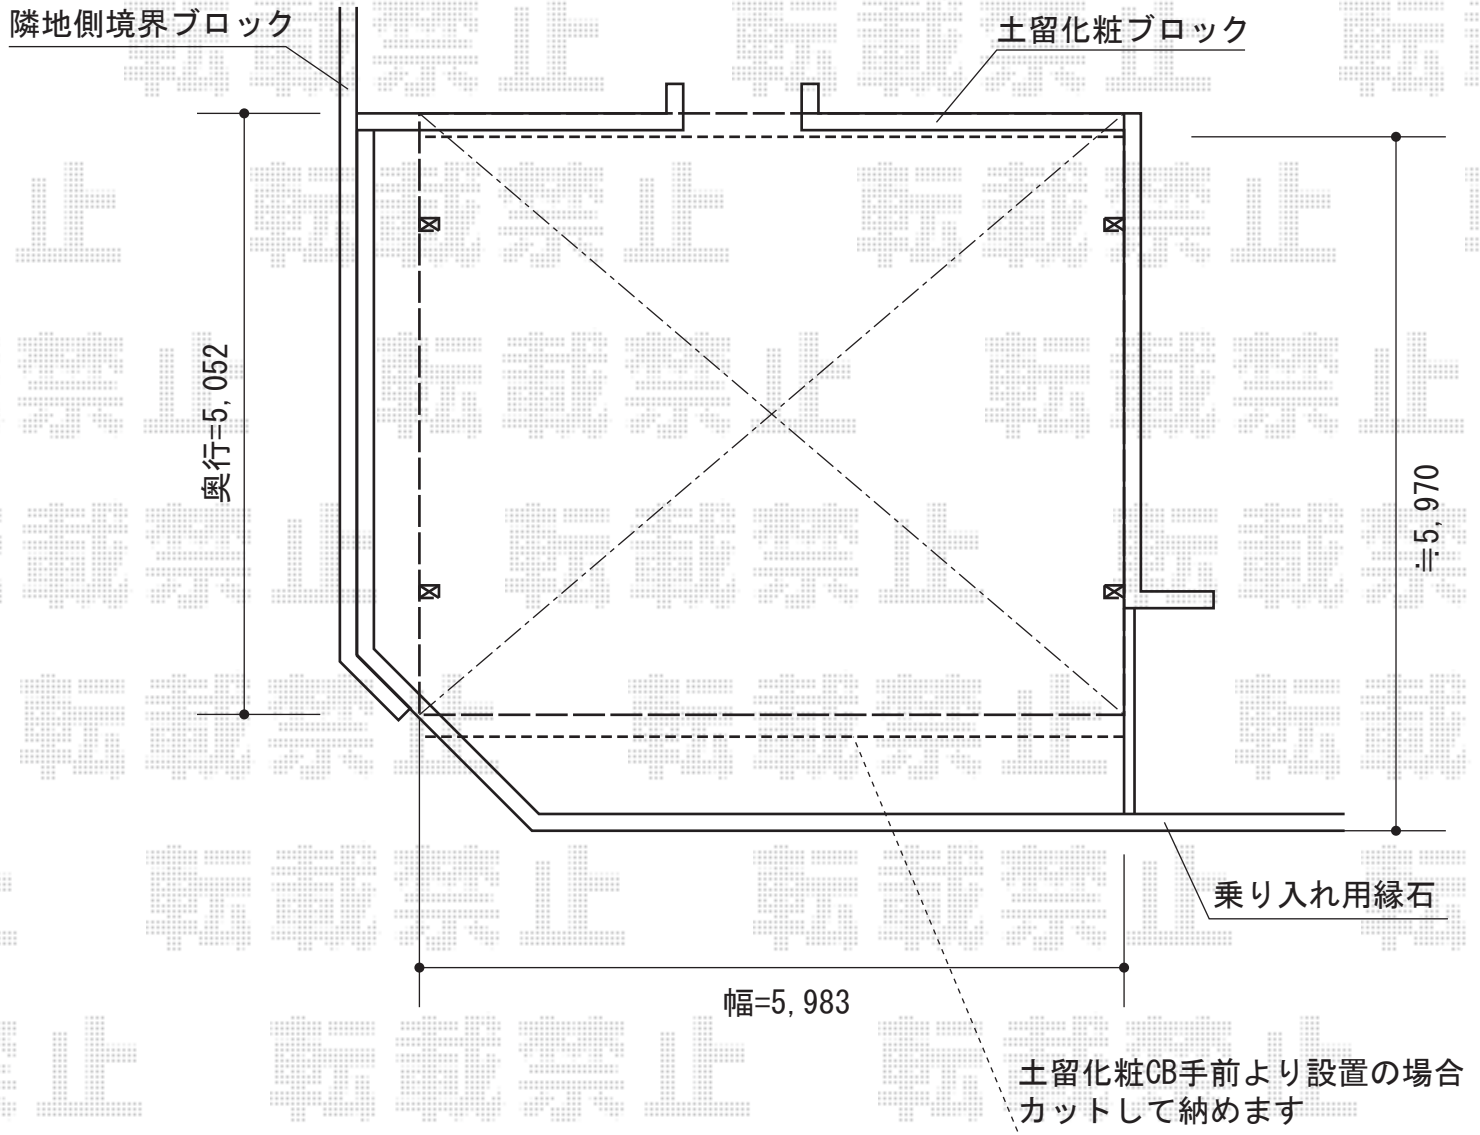 隣地側境界ブロック
土留化粧ブロック
奥行=5,052
≒5,970
乗り入れ用縁石
幅=5,983
土留化粧CB手前より設置の場合
カットして納めます
転載禁止